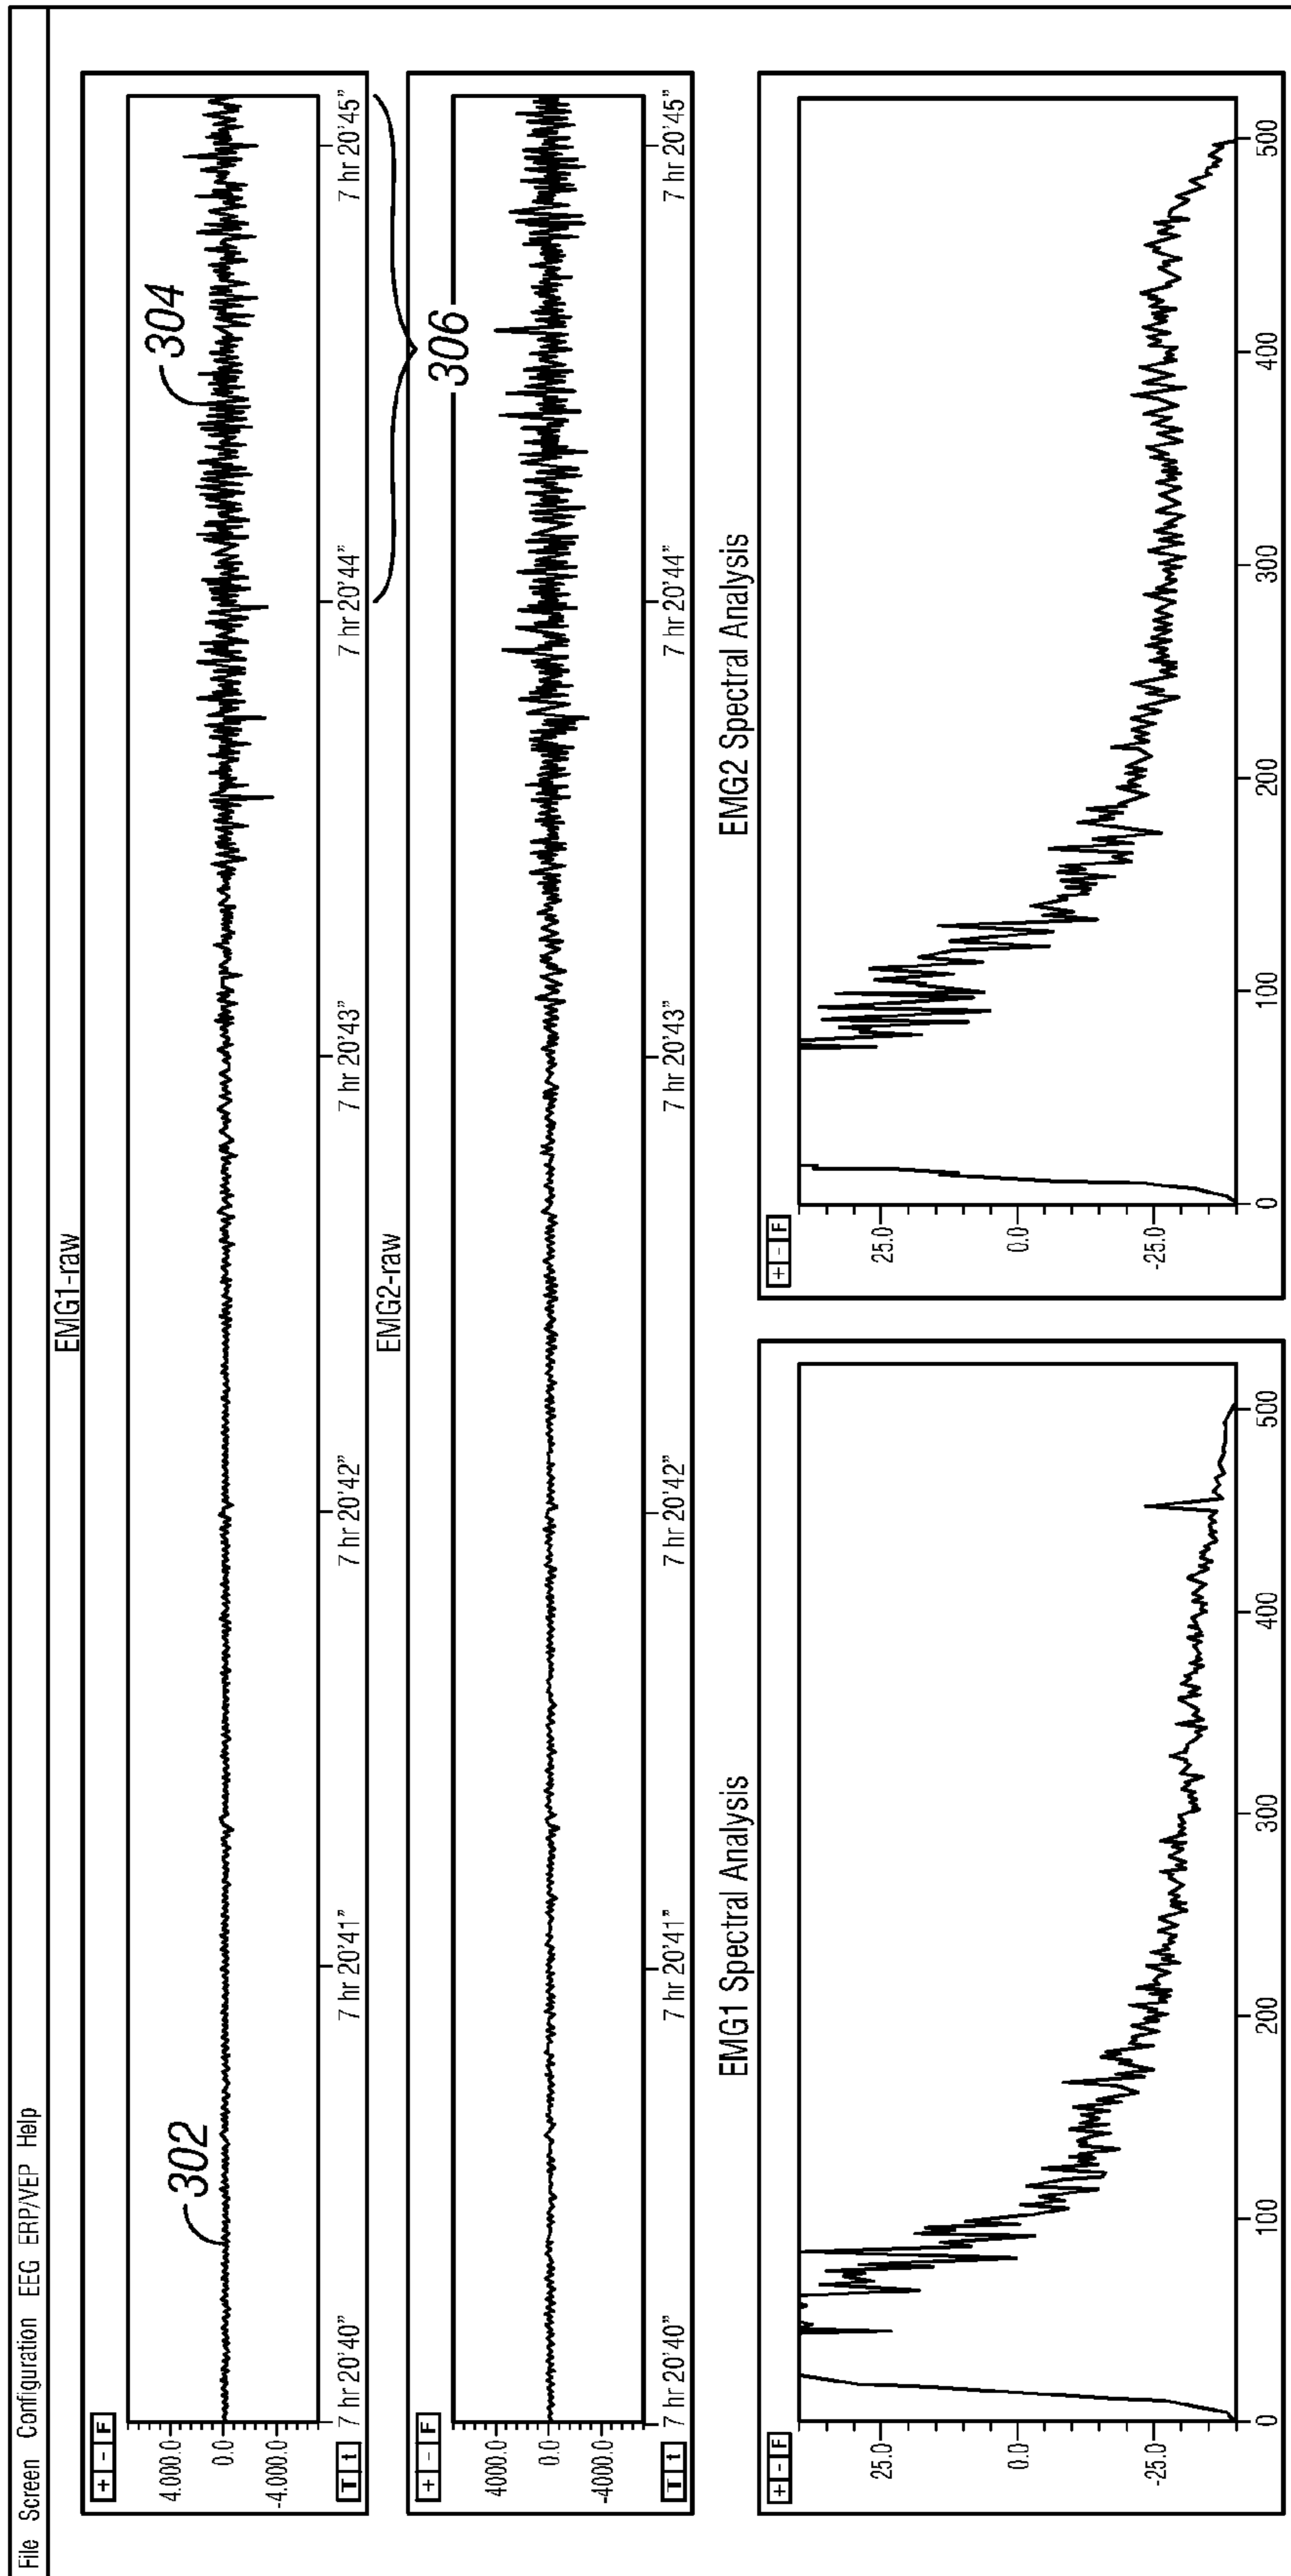 File Screen Configuration EEG ERP/VEP Help
EMG1-raw
+ - F
4.000.0
0.0
-4.000.0
T t
302
304
7 hr 20'40" 7 hr 20'41" 7 hr 20'42" 7 hr 20'43" 7 hr 20'44" 7 hr 20'45"
EMG2-raw
306
+ - F
4000.0
0.0
-4000.0
T t
7 hr 20'40" 7 hr 20'41" 7 hr 20'42" 7 hr 20'43" 7 hr 20'44" 7 hr 20'45"
EMG1 Spectral Analysis
+ - F
25.0
0.0
-25.0
0 100 200 300 400 500
EMG2 Spectral Analysis
+ - F
25.0
0.0
-25.0
0 100 200 300 400 500